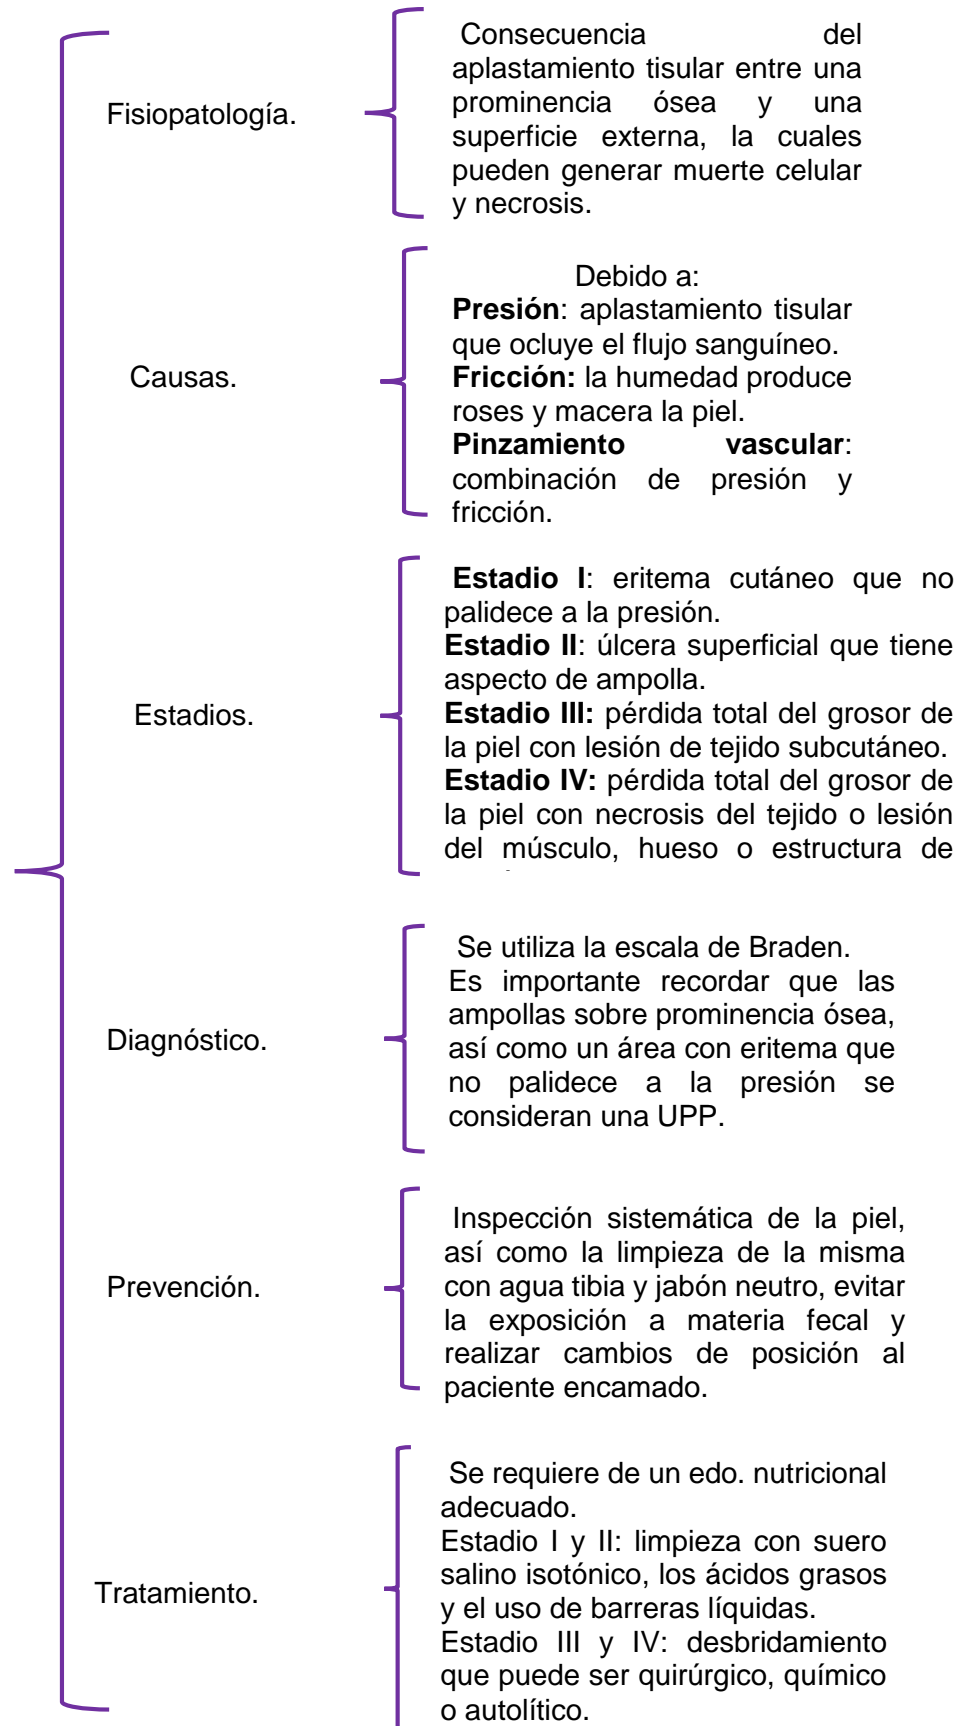 Fisiopatología.
Consecuencia del
aplastamiento tisular entre una
prominencia ósea y una
superficie externa, la cuales
pueden generar muerte celular
y necrosis.
Causas.
Debido a:
Presión: aplastamiento tisular
que ocluye el flujo sanguíneo.
Fricción: la humedad produce
roses y macera la piel.
Pinzamiento vascular:
combinación de presión y
fricción.
Estadios.
Estadio I: eritema cutáneo que no
palidece a la presión.
Estadio II: úlcera superficial que tiene
aspecto de ampolla.
Estadio III: pérdida total del grosor de
la piel con lesión de tejido subcutáneo.
Estadio IV: pérdida total del grosor de
la piel con necrosis del tejido o lesión
del músculo, hueso o estructura de
Diagnóstico.
Se utiliza la escala de Braden.
Es importante recordar que las
ampollas sobre prominencia ósea,
así como un área con eritema que
no palidece a la presión se
consideran una UPP.
Prevención.
Inspección sistemática de la piel,
así como la limpieza de la misma
con agua tibia y jabón neutro, evitar
la exposición a materia fecal y
realizar cambios de posición al
paciente encamado.
Tratamiento.
Se requiere de un edo. nutricional
adecuado.
Estadio I y II: limpieza con suero
salino isotónico, los ácidos grasos
y el uso de barreras líquidas.
Estadio III y IV: desbridamiento
que puede ser quirúrgico, químico
o autolítico.